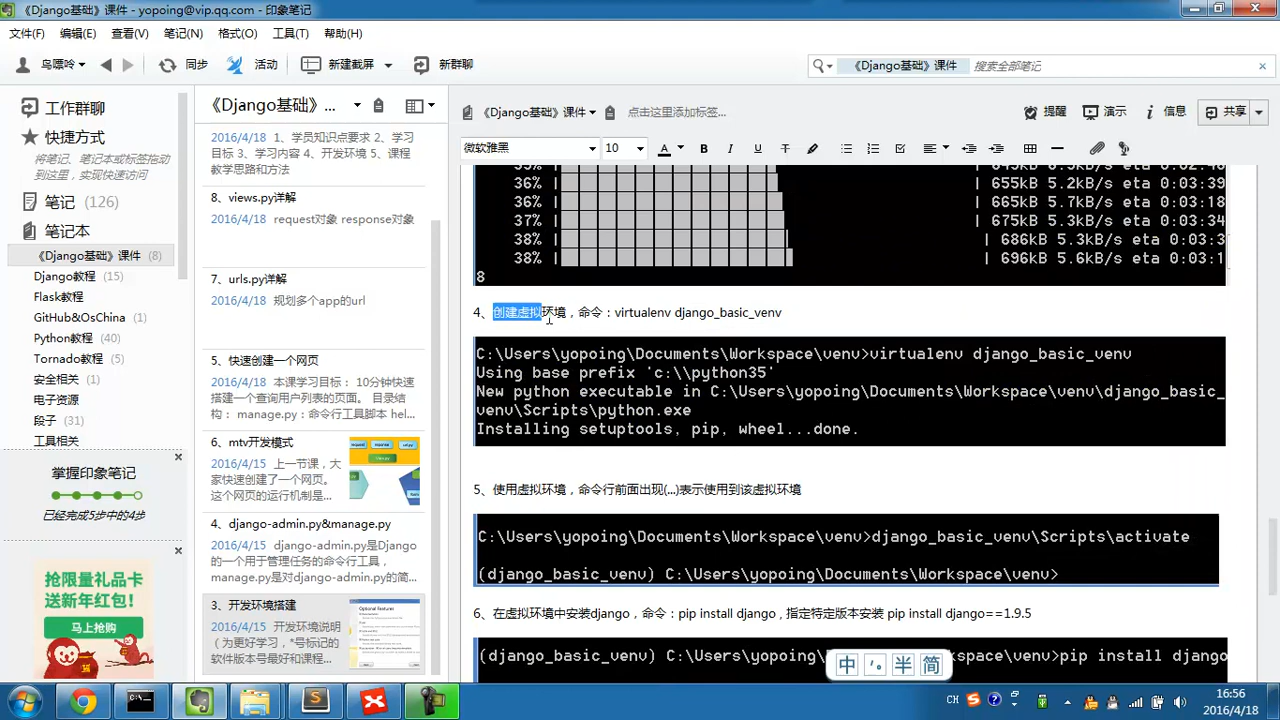 《Django基础》课件 - yopoing@vip.qq.com - 印象笔记
文件(F) 编辑(E) 查看(V) 笔记(N) 格式(O) 工具(T) 帮助(H)
鸟瞟呤 同步 活动 新建截屏 新群聊 《Django基础》课件 搜索全部笔记
工作群聊
快捷方式
将笔记、笔记本或标签拖动
到这里，实现快速访问
笔记 (126)
笔记本
《Django基础》课件 (8)
Django教程 (15)
Flask教程
GitHub&OsChina (1)
Python教程 (40)
Tornado教程 (5)
安全相关 (1)
电子资源
段子 (31)
工具相关
掌握印象笔记
已经完成5步中的4步
抢限量礼品卡
送新年红包!
马上抢购
《Django基础》...
2016/4/18 1、学员知识点要求 2、学习
目标 3、学习内容 4、开发环境 5、课程
教学思路和方法
8、views.py详解
2016/4/18 request对象 response对象
7、urls.py详解
2016/4/18 规划多个app的url
5、快速创建一个网页
2016/4/18 本课学习目标： 10分钟快速
搭建一个查询用户列表的页面。 目录结
构： manage.py：命令行工具脚本 hel...
6、mtv开发模式
2016/4/15 上一节课，大
家快速创建了一个网页。
这个网页的运行机制是...
4、django-admin.py&manage.py
2016/4/15 django-admin.py是Django
的一个用于管理任务的命令行工具，
manage.py是对django-admin.py的简...
3、开发环境搭建
2016/4/15 开发环境说明
（为更好学习，*号标记的
软件版本号最好和课程...
《Django基础》课件 点击这里添加标签... 提醒 演示 信息 共享
微软雅黑 10 A B I U T
36% 655kB 5.2kB/s eta 0:03:39
36% 665kB 5.7kB/s eta 0:03:18
37% 675kB 5.3kB/s eta 0:03:34
38% 686kB 5.3kB/s eta 0:03:3
38% 696kB 5.6kB/s eta 0:03:1
8
4、创建虚拟环境，命令：virtualenv django_basic_venv
C:\Users\yopoing\Documents\Workspace\venv>virtualenv django_basic_venv
Using base prefix 'c:\\python35'
New python executable in C:\Users\yopoing\Documents\Workspace\venv\django_basic_
venv\Scripts\python.exe
Installing setuptools, pip, wheel...done.
5、使用虚拟环境，命令行前面出现(...)表示使用到该虚拟环境
C:\Users\yopoing\Documents\Workspace\venv>django_basic_venv\Scripts\activate
(django_basic_venv) C:\Users\yopoing\Documents\Workspace\venv>
6、在虚拟环境中安装django，命令：pip install django，指定特定版本安装 pip install django==1.9.5
(django_basic_venv) C:
kspace\venv>pip install django
中 °, 半 简
CH 16:56
2016/4/18